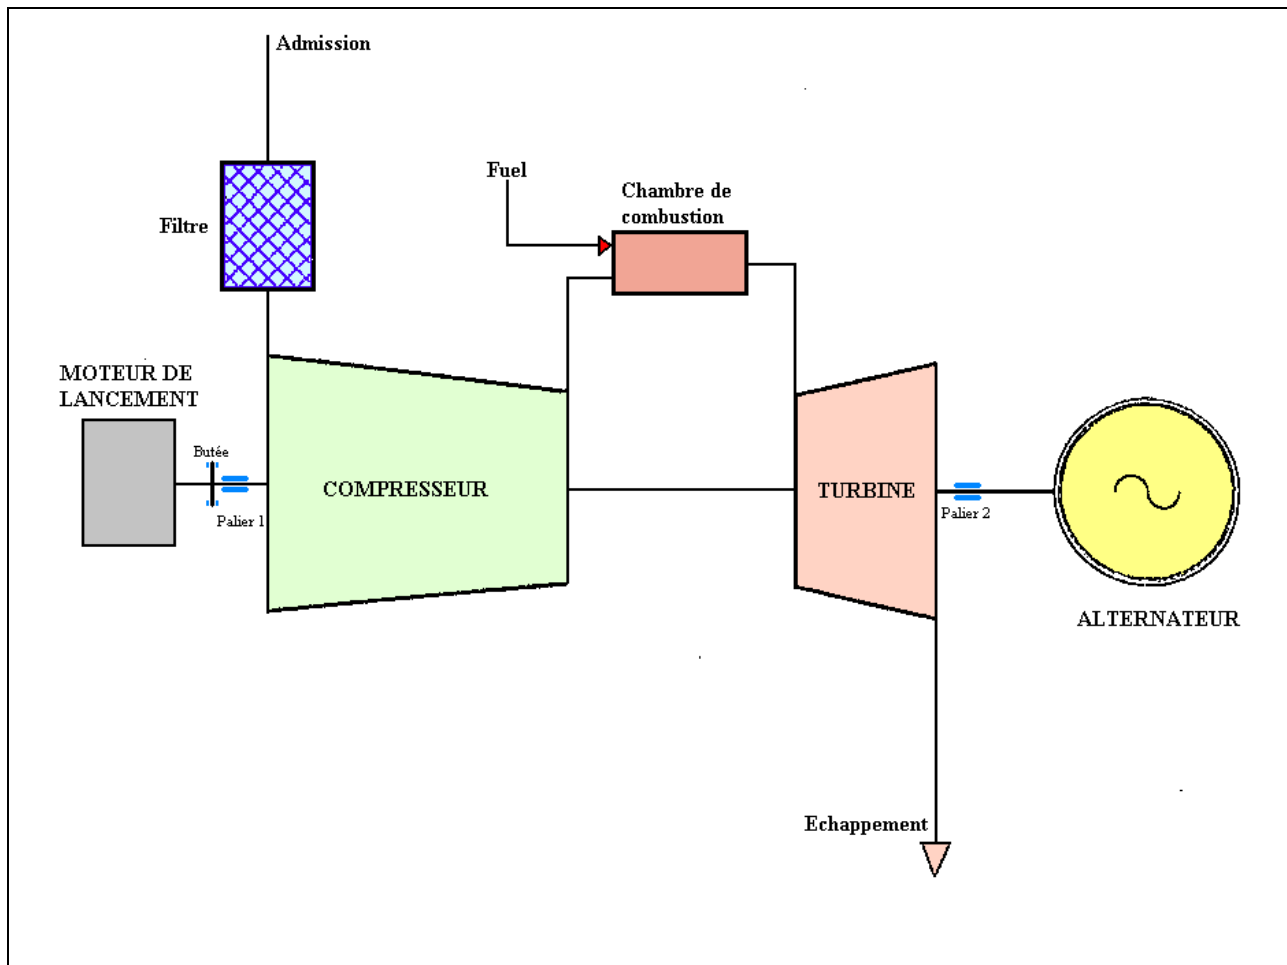 Admission
Fuel
Chambre de
combustion
Filtre
MOTEUR DE
LANCEMENT
Butée
COMPRESSEUR
TURBINE
Palier 1
Palier 2
ALTERNATEUR
Echappement